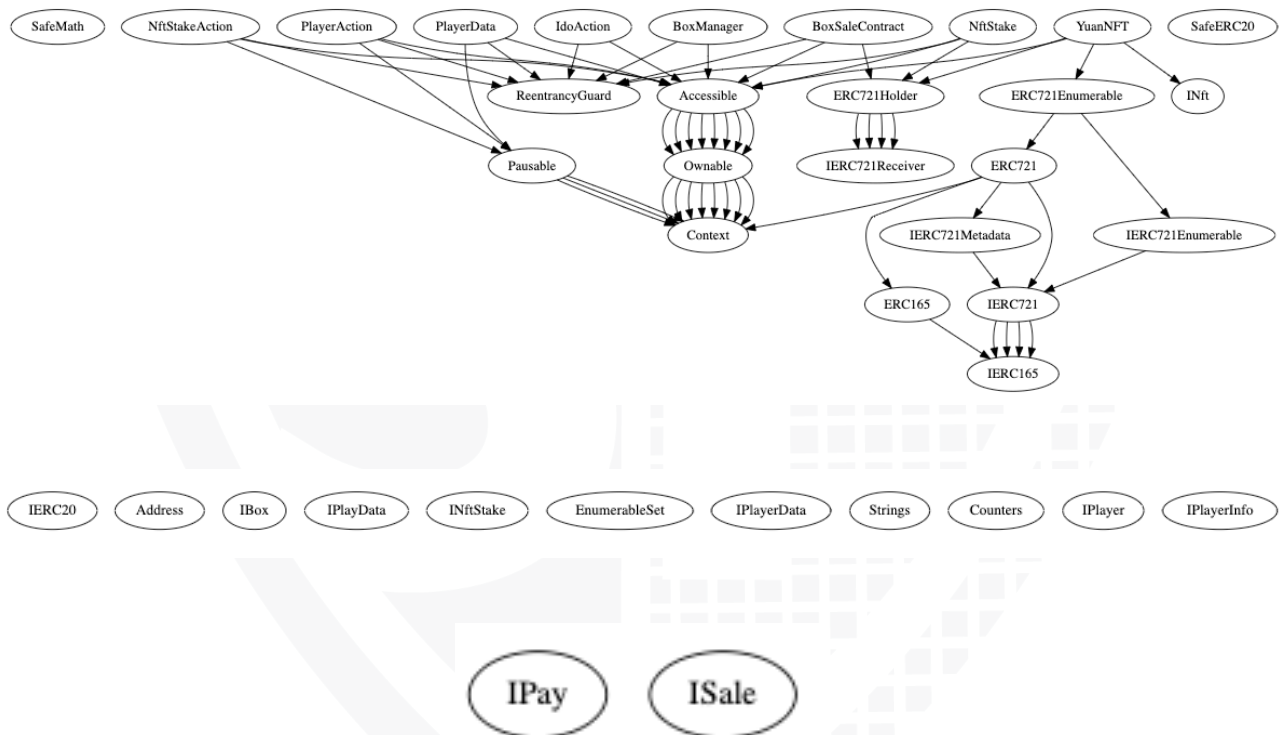 SafeMath NftStakeAction PlayerAction PlayerData IdoAction BoxManager BoxSaleContract NftStake YuanNFT SafeERC20
ReentrancyGuard Accessible ERC721Holder ERC721Enumerable INft
Pausable Ownable IERC721Receiver ERC721
Context IERC721Metadata IERC721Enumerable
ERC165 IERC721
IERC165
IERC20 Address IBox IPlayData INftStake EnumerableSet IPlayerData Strings Counters IPlayer IPlayerInfo
IPay ISale